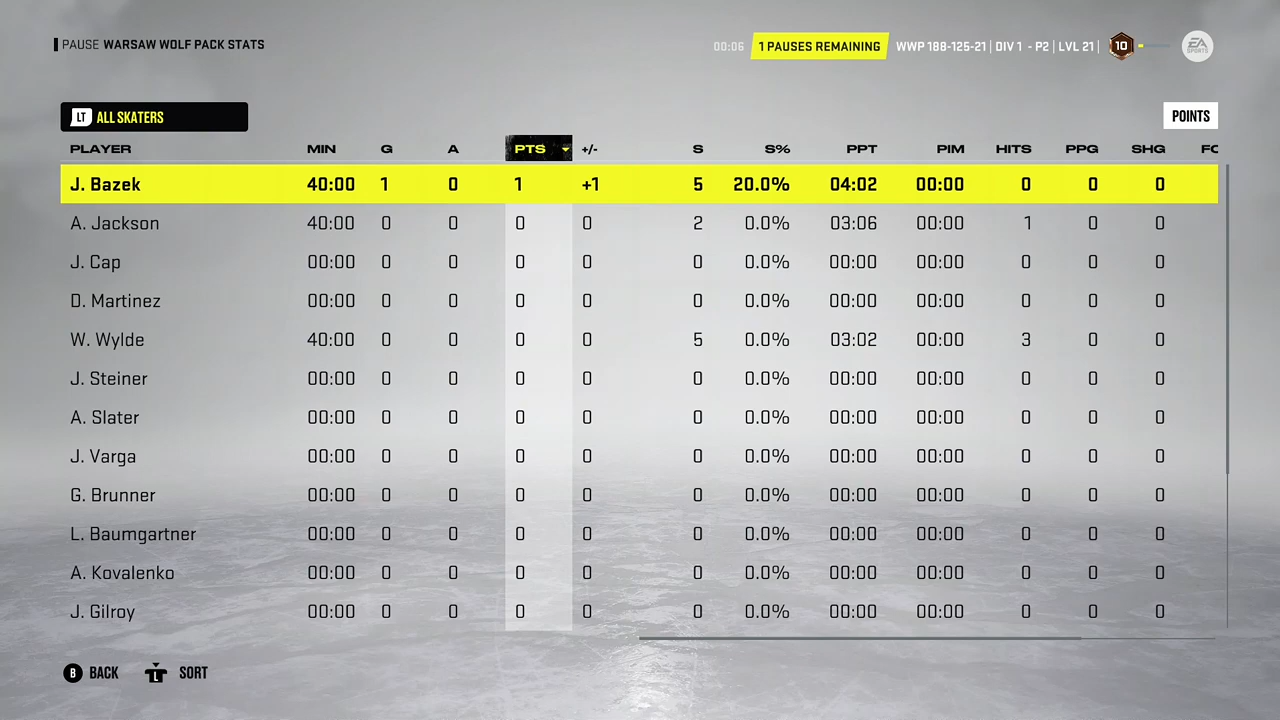 PAUSE WARSAW WOLF PACK STATS
00:06 1 PAUSES REMAINING WWP 188-125-21 | DIV 1 - P2 | LVL 21 | 10 EA SPORTS
LT ALL SKATERS
POINTS
PLAYER MIN G A PTS +/- S S% PPT PIM HITS PPG SHG
J. Bazek 40:00 1 0 1 +1 5 20.0% 04:02 00:00 0 0 0
A. Jackson 40:00 0 0 0 0 2 0.0% 03:06 00:00 1 0 0
J. Cap 00:00 0 0 0 0 0 0.0% 00:00 00:00 0 0 0
D. Martinez 00:00 0 0 0 0 0 0.0% 00:00 00:00 0 0 0
W. Wylde 40:00 0 0 0 0 5 0.0% 03:02 00:00 3 0 0
J. Steiner 00:00 0 0 0 0 0 0.0% 00:00 00:00 0 0 0
A. Slater 00:00 0 0 0 0 0 0.0% 00:00 00:00 0 0 0
J. Varga 00:00 0 0 0 0 0 0.0% 00:00 00:00 0 0 0
G. Brunner 00:00 0 0 0 0 0 0.0% 00:00 00:00 0 0 0
L. Baumgartner 00:00 0 0 0 0 0 0.0% 00:00 00:00 0 0 0
A. Kovalenko 00:00 0 0 0 0 0 0.0% 00:00 00:00 0 0 0
J. Gilroy 00:00 0 0 0 0 0 0.0% 00:00 00:00 0 0 0
B BACK L SORT